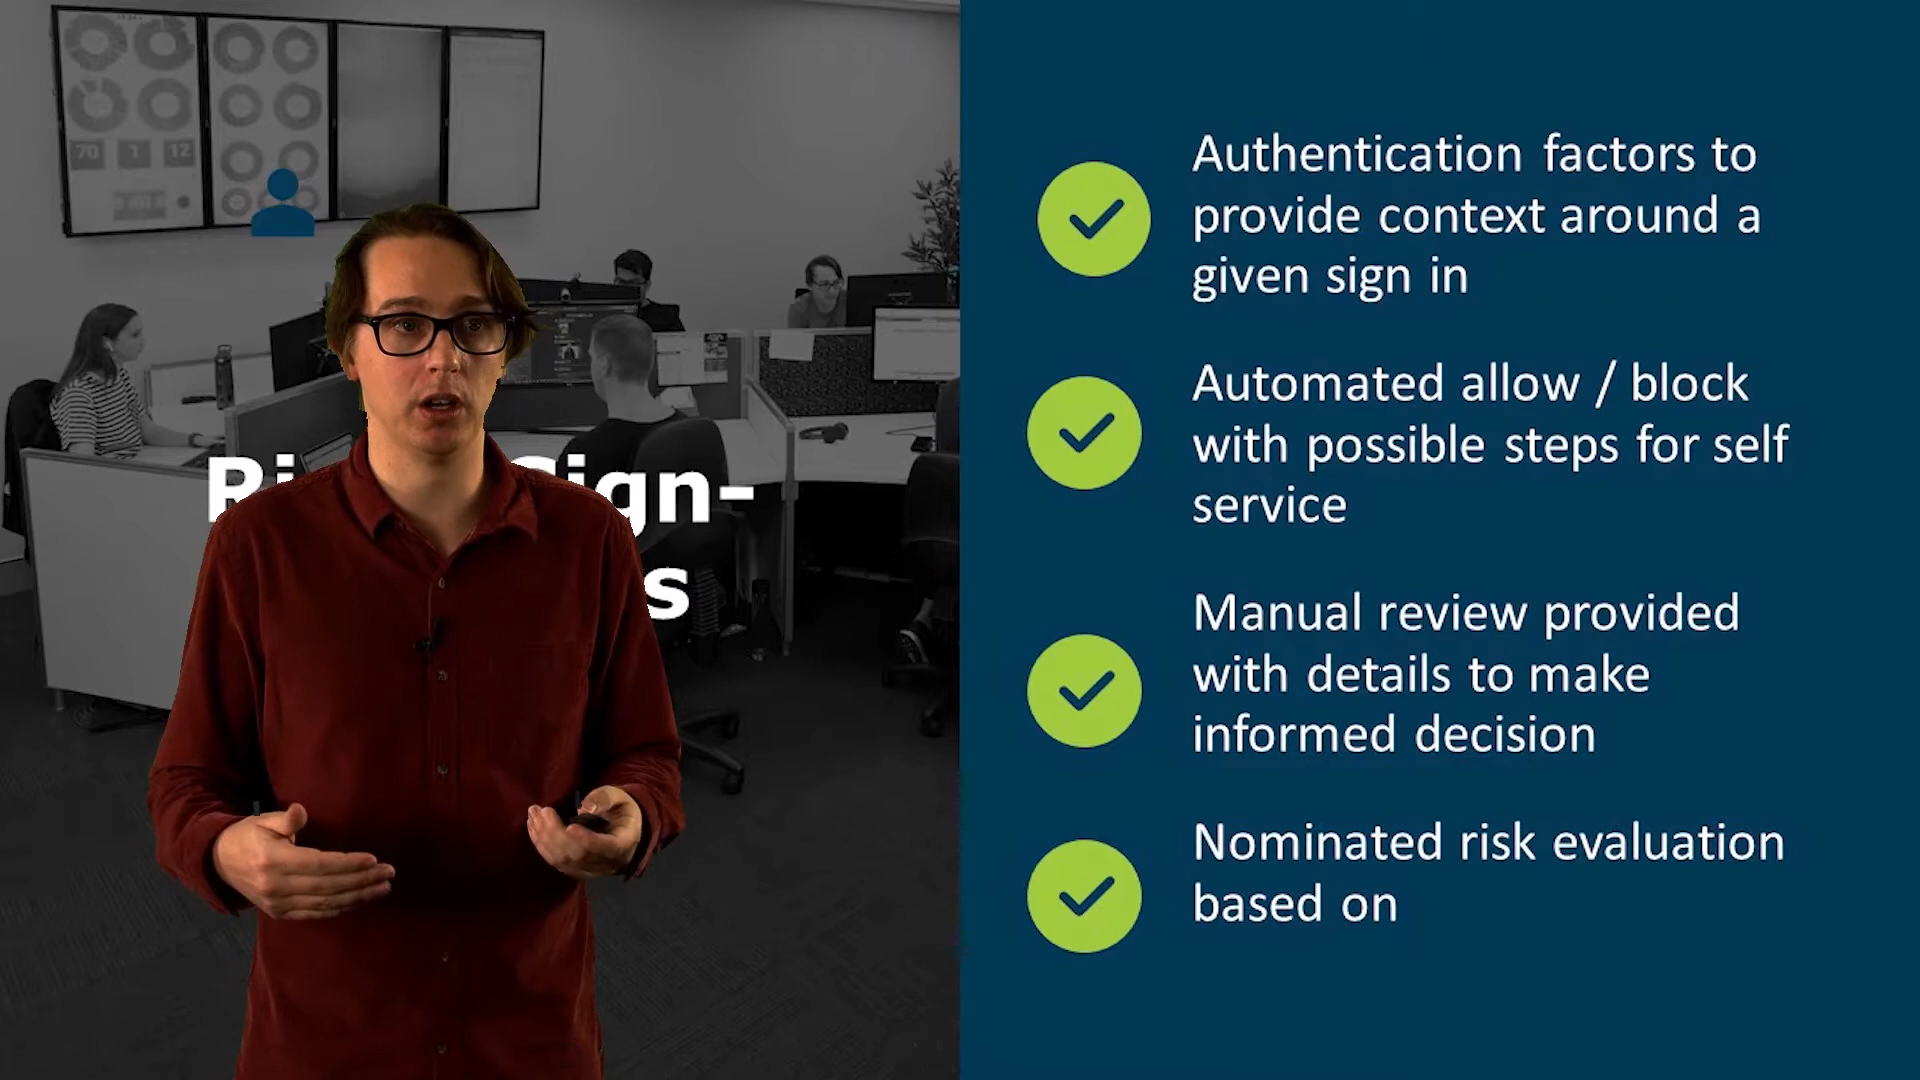 70 1 12
gn-
s
Authentication factors to
provide context around a
given sign in
Automated allow / block
with possible steps for self
service
Manual review provided
with details to make
informed decision
Nominated risk evaluation
based on